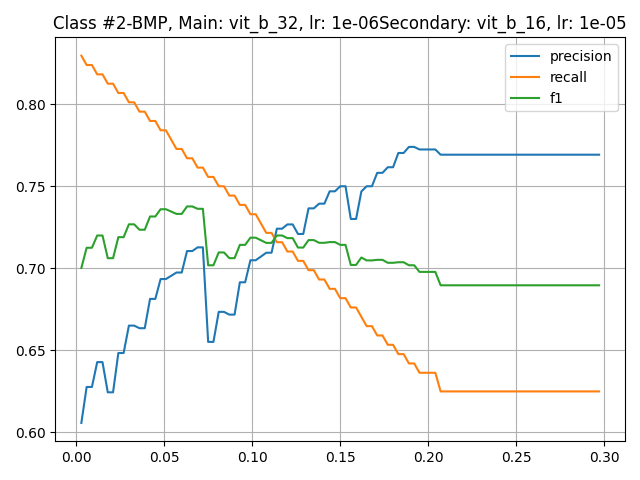 Class #2-BMP, Main: vit_b_32, lr: 1e-06Secondary: vit_b_16, lr: 1e-05
precision
recall
f1
0.80
0.75
0.70
0.65
0.60
0.00 0.05 0.10 0.15 0.20 0.25 0.30